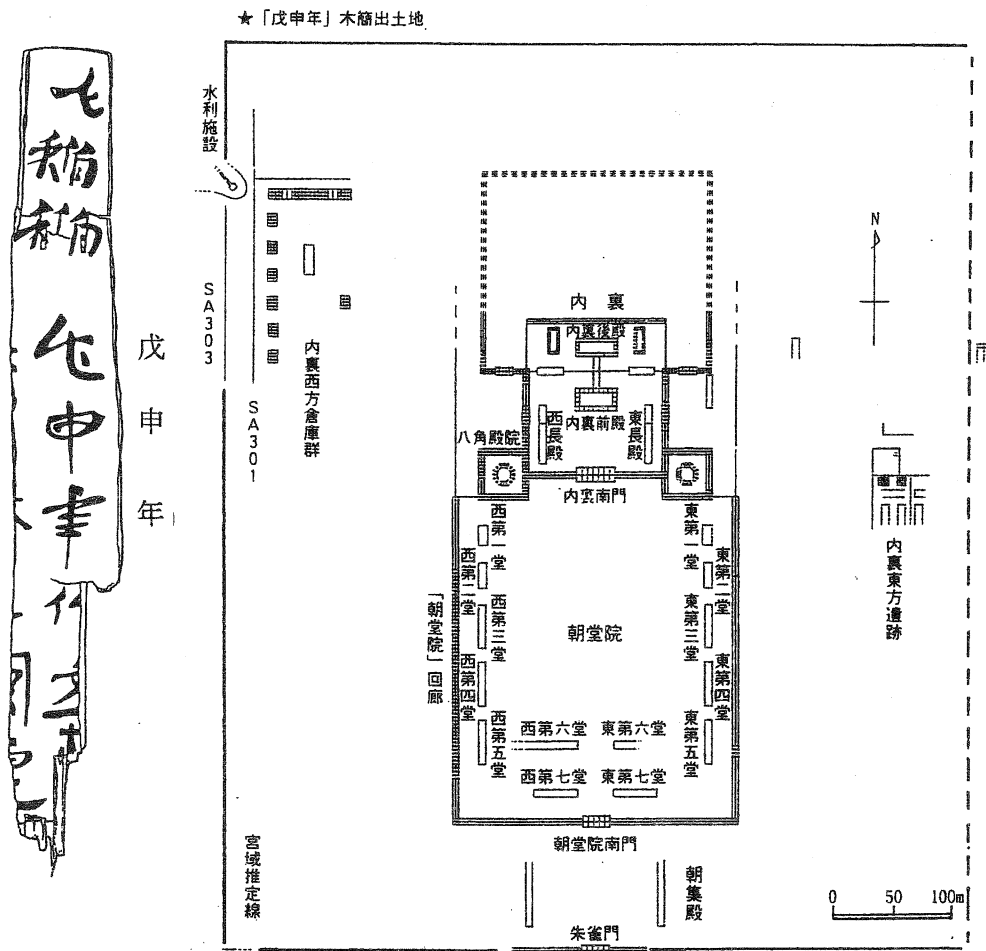 ★「戊申年」木簡出土地
稲稲
戊申年
戊申年
水利施設
SA303
SA301
内裏西方倉庫群
N
内裏
内裏後殿
内裏前殿
西長殿
東長殿
八角殿院
内裏南門
西第一堂
西第二堂
西第三堂
西第四堂
西第五堂
西第六堂
西第七堂
東第一堂
東第二堂
東第三堂
東第四堂
東第五堂
東第六堂
東第七堂
朝堂院
「朝堂院」回廊
内裏東方遺跡
朝堂院南門
朝集殿
朱雀門
宮域推定線
0 50 100m